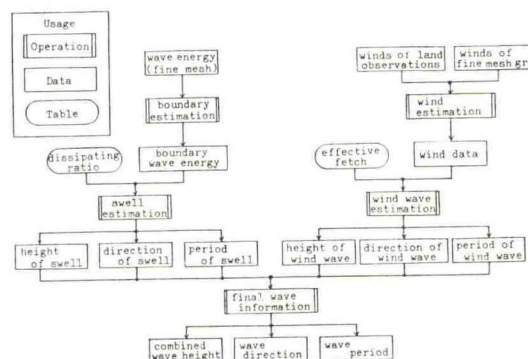 Usage
Operation
Data
Table
wave energy
(fine mesh)
boundary
estimation
dissipating
ratio
boundary
wave energy
swell
estimation
height
of swell
direction
of swell
period
of swell
winds of land
observations
winds of
fine mesh gr
wind
estimation
effective
fetch
wind data
wind wave
estimation
height of
wind wave
direction of
wind wave
period of
wind wave
final wave
information
combined
wave height
wave
direction
wave
period